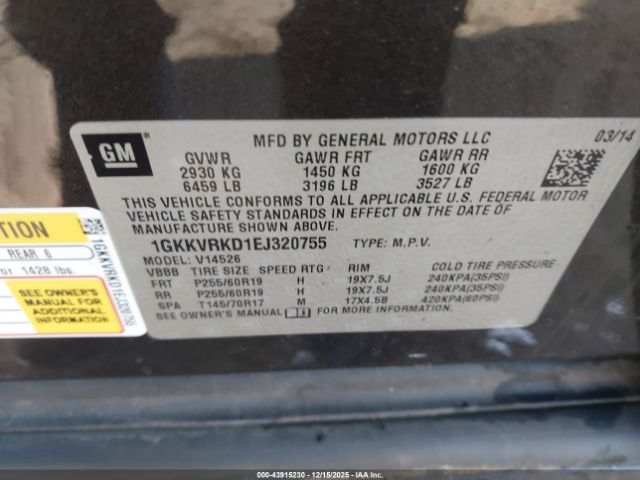 GM
MFD BY GENERAL MOTORS LLC
03/14
GVWR GAWR FRT GAWR RR
2930 KG 1450 KG 1600 KG
6459 LB 3196 LB 3527 LB
THIS VEHICLE CONFORMS TO ALL APPLICABLE U.S. FEDERAL MOTOR
VEHICLE SAFETY STANDARDS IN EFFECT ON THE DATE OF
MANUFACTURE SHOWN ABOVE.
1GKKVRKD1EJ320755 TYPE: M.P.V.
MODEL: V14526
VBBB TIRE SIZE SPEED RTG RIM COLD TIRE PRESSURE
FRT P255/60R19 H 19X7.5J 240KPA(35PSI)
RR P255/60R19 H 19X7.5J 240KPA(35PSI)
SPA T145/70R17 M 17X4.5B 420KPA(60PSI)
SEE OWNER'S MANUAL FOR MORE INFORMATION.
TION
REAR 6
or 1428 lbs.
SEE OWNER'S
MANUAL FOR
ADDITIONAL
INFORMATION
1GKKVRKD1EJ320755
000-43915230 - 12/15/2025 - IAAI.COM